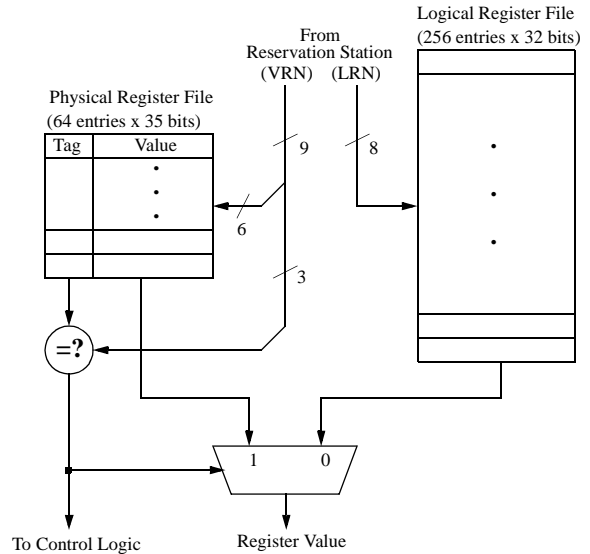 Logical Register File
(256 entries x 32 bits)
From
Reservation Station
(VRN) (LRN)
Physical Register File
(64 entries x 35 bits)
Tag Value
9
8
6
3
=?
1 0
To Control Logic
Register Value